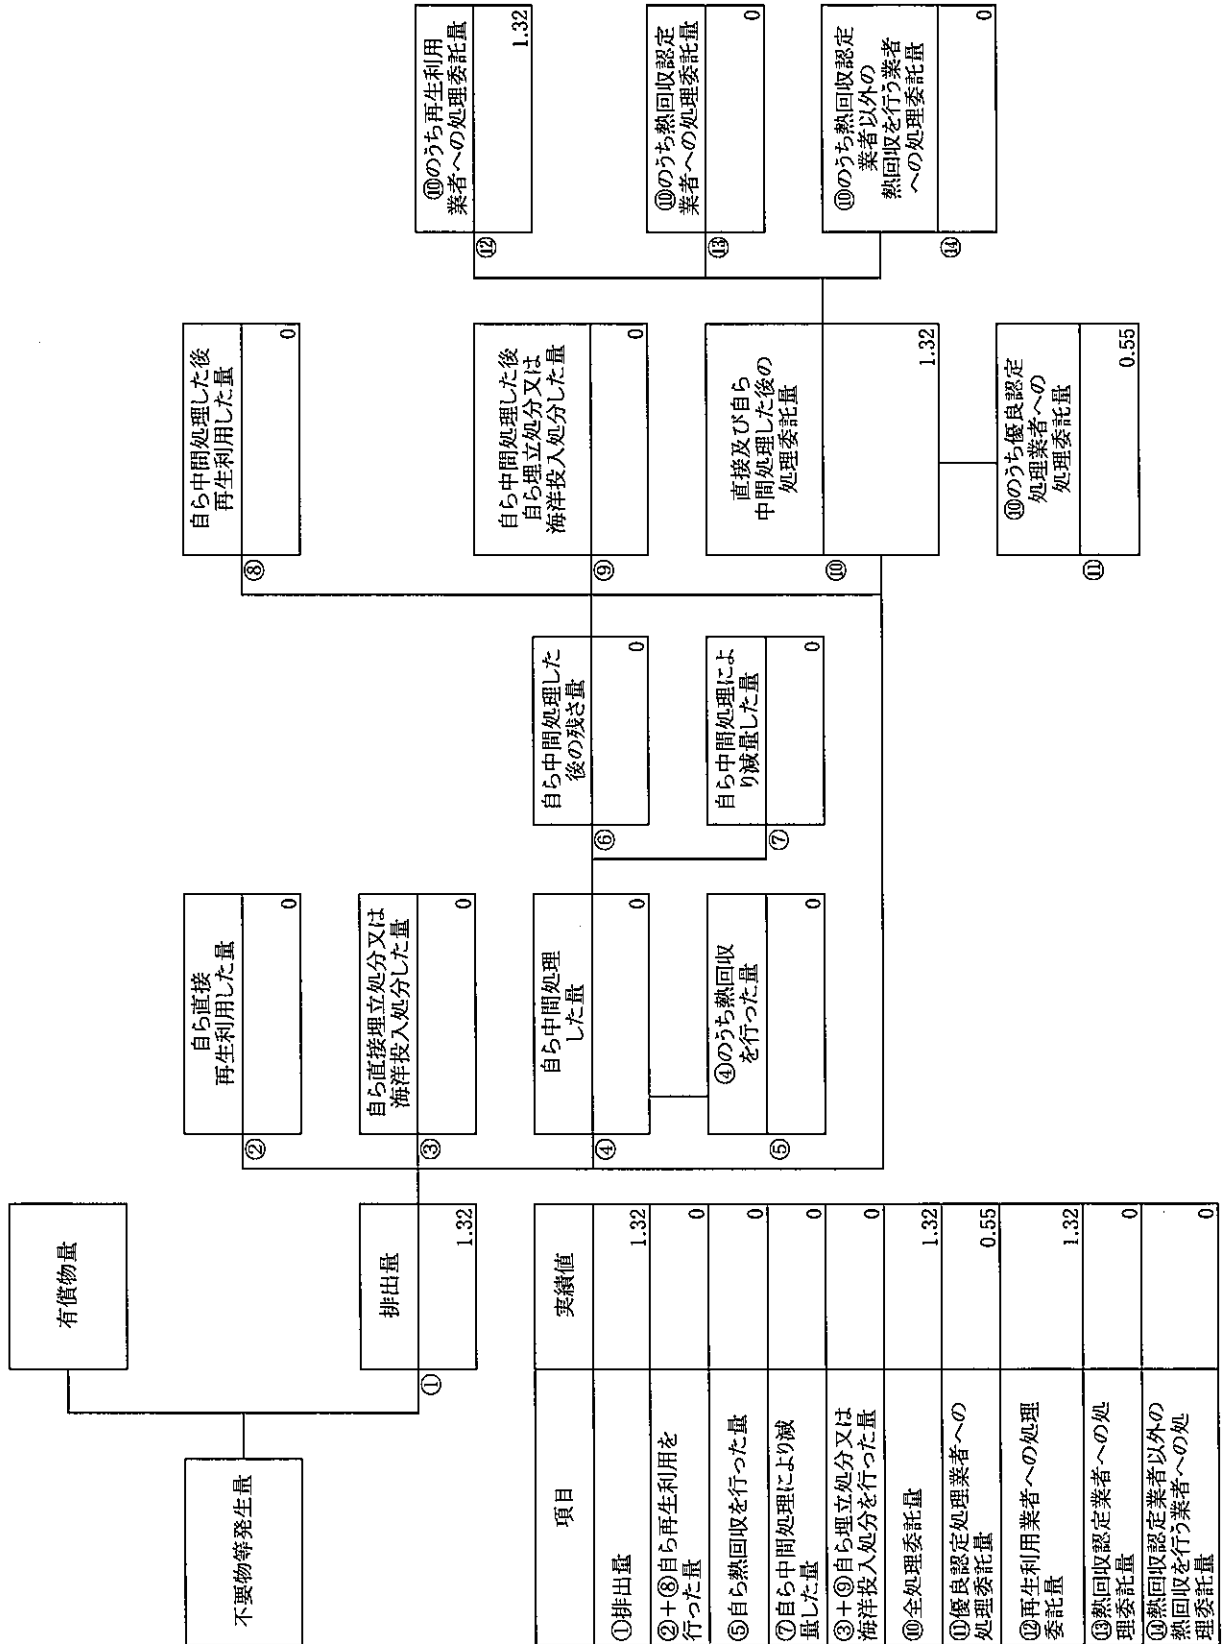 不要物等発生量
有償物量
①
排出量
1.32
②
自ら直接
再生利用した量
0
③
自ら直接埋立処分又は
海洋投入処分した量
0
④
自ら中間処理
した量
0
⑤
④のうち熱回収
を行った量
0
⑥
自ら中間処理した
後の残さ量
0
⑦
自ら中間処理によ
り減量した量
0
⑧
自ら中間処理した後
再生利用した量
0
⑨
自ら中間処理した後
自ら埋立処分又は
海洋投入処分した量
0
⑩
直接及び自ら
中間処理した後の
処理委託量
1.32
⑪
⑩のうち優良認定
処理業者への
処理委託量
0.55
⑫
⑩のうち再生利用
業者への処理委託量
1.32
⑬
⑩のうち熱回収認定
業者への処理委託量
0
⑭
⑩のうち熱回収認定
業者以外の
熱回収を行う業者
への処理委託量
0
項目 実績値
①排出量 1.32
②+⑧自ら再生利用を
行った量
0
⑤自ら熱回収を行った量 0
⑦自ら中間処理により減
量した量
0
③+⑨自ら埋立処分又は
海洋投入処分を行った量
0
⑩全処理委託量 1.32
⑪優良認定処理業者への
処理委託量
0.55
⑫再生利用業者への処理
委託量
1.32
⑬熱回収認定業者への処
理委託量
0
⑭熱回収認定業者以外の
熱回収を行う業者への処
理委託量
0